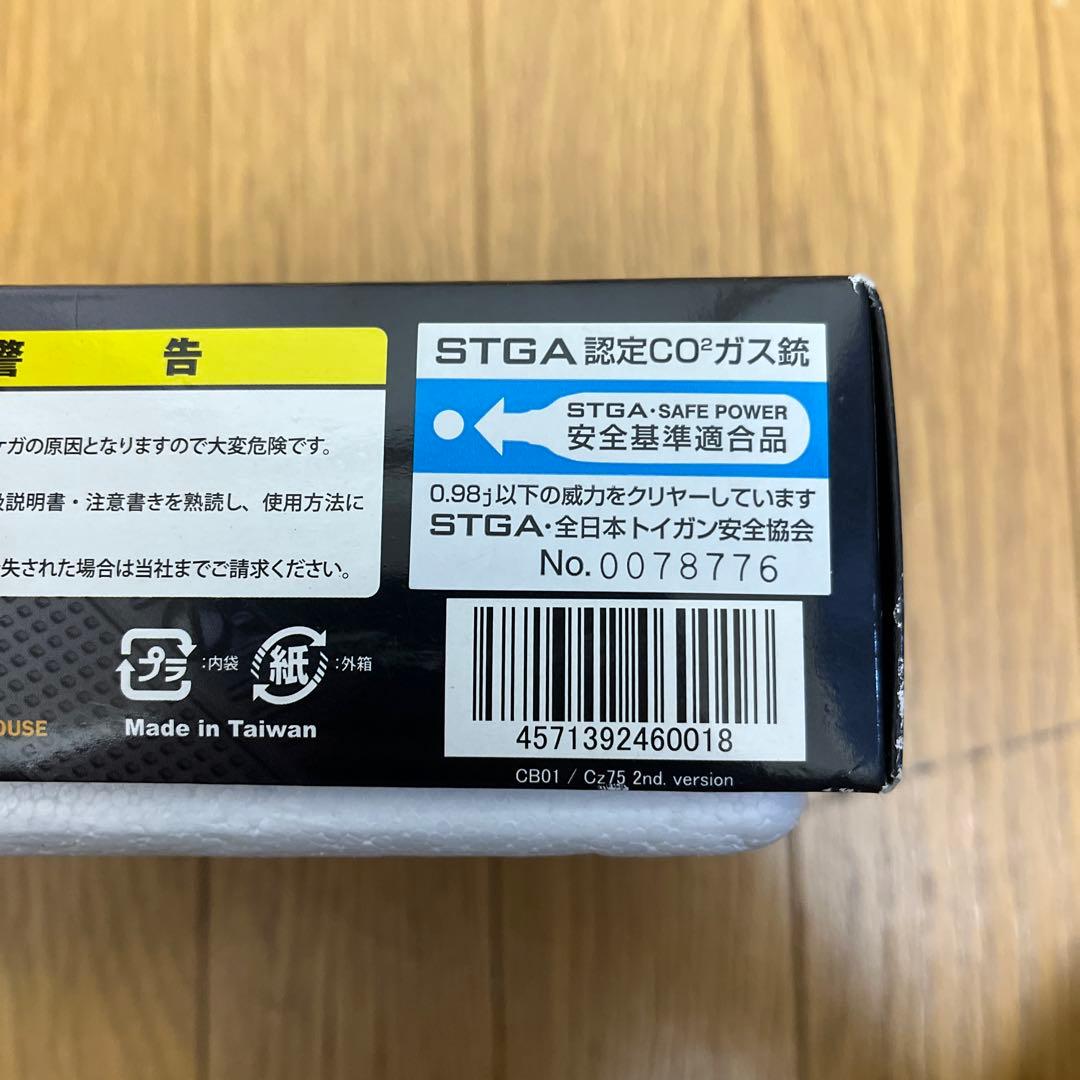 警 告
ガの原因となりますので大変危険です。
説明書・注意書きを熟読し、使用方法に
失された場合は当社までご請求ください。
プラ
:内袋
紙
:外箱
OUSE
Made in Taiwan
STGA 認定CO²ガス銃
STGA・SAFE POWER
安全基準適合品
0.98j以下の威力をクリヤーしています
STGA・全日本トイガン安全協会
No. 0078776
4571392460018
CB01 / Cz75 2nd. version